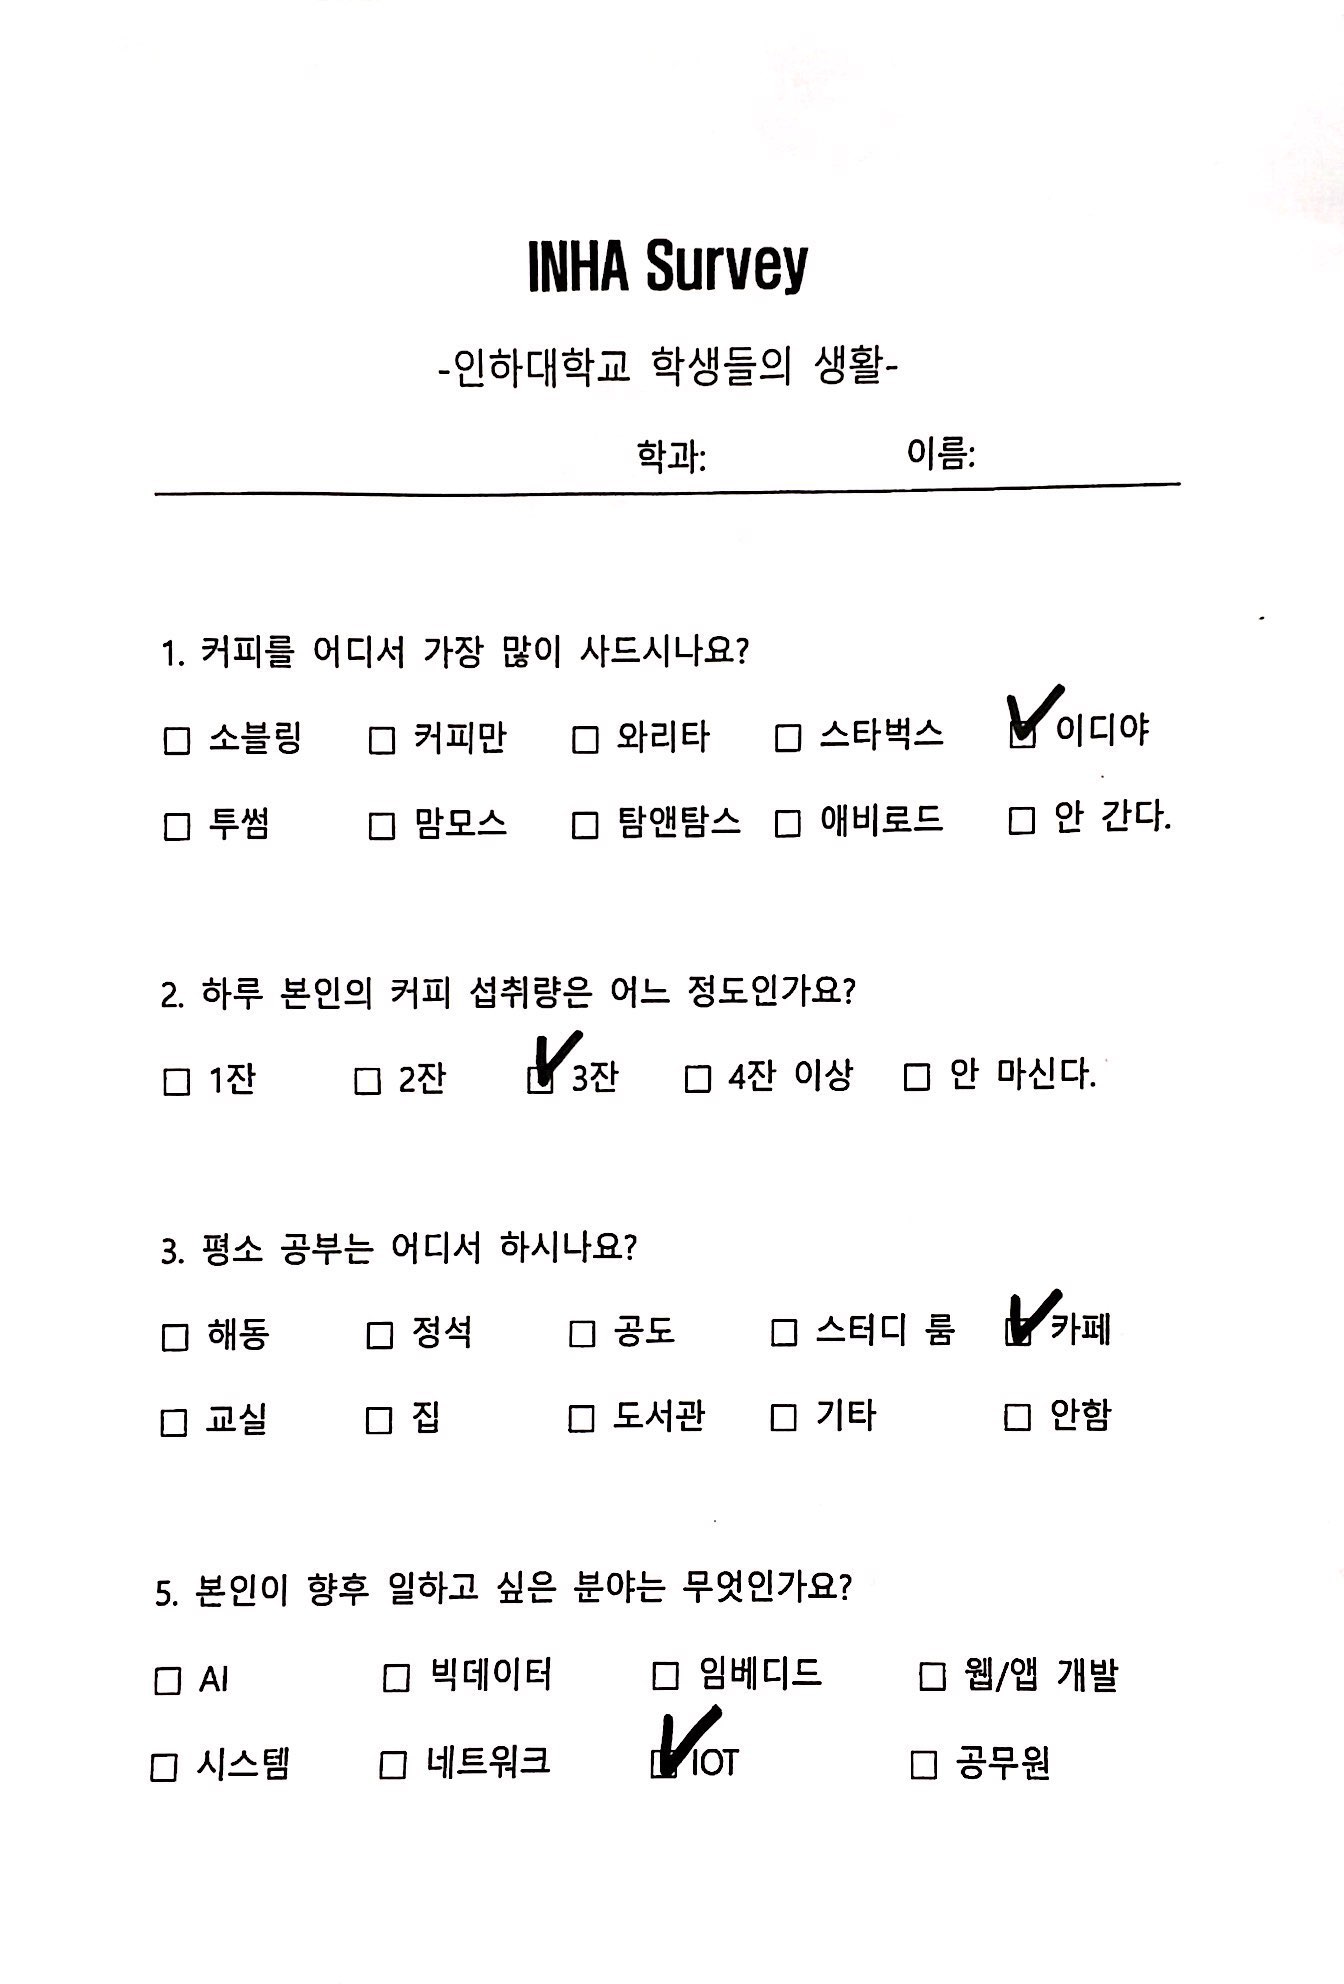 INHA Survey
-인하대학교 학생들의 생활-
학과: 이름:
1. 커피를 어디서 가장 많이 사드시나요?
□ 소블링 □ 커피만 □ 와리타 □ 스타벅스 ☑ 이디야
□ 투썸 □ 맘모스 □ 탐앤탐스 □ 애비로드 □ 안 간다.
2. 하루 본인의 커피 섭취량은 어느 정도인가요?
□ 1잔 □ 2잔 ☑ 3잔 □ 4잔 이상 □ 안 마신다.
3. 평소 공부는 어디서 하시나요?
□ 해동 □ 정석 □ 공도 □ 스터디 룸 ☑ 카페
□ 교실 □ 집 □ 도서관 □ 기타 □ 안함
5. 본인이 향후 일하고 싶은 분야는 무엇인가요?
□ AI □ 빅데이터 □ 임베디드 □ 웹/앱 개발
□ 시스템 □ 네트워크 ☑ IOT □ 공무원